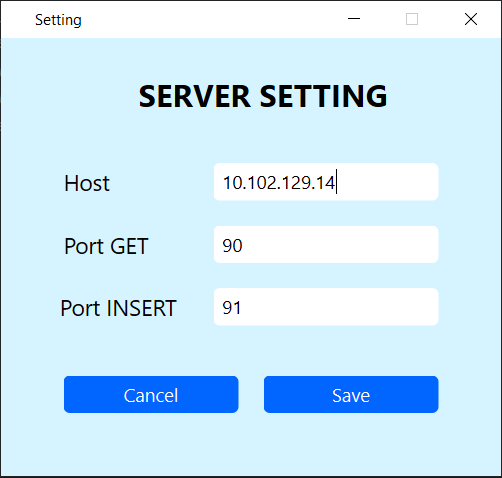 Setting
SERVER SETTING
Host 10.102.129.14
Port GET 90
Port INSERT 91
Cancel Save